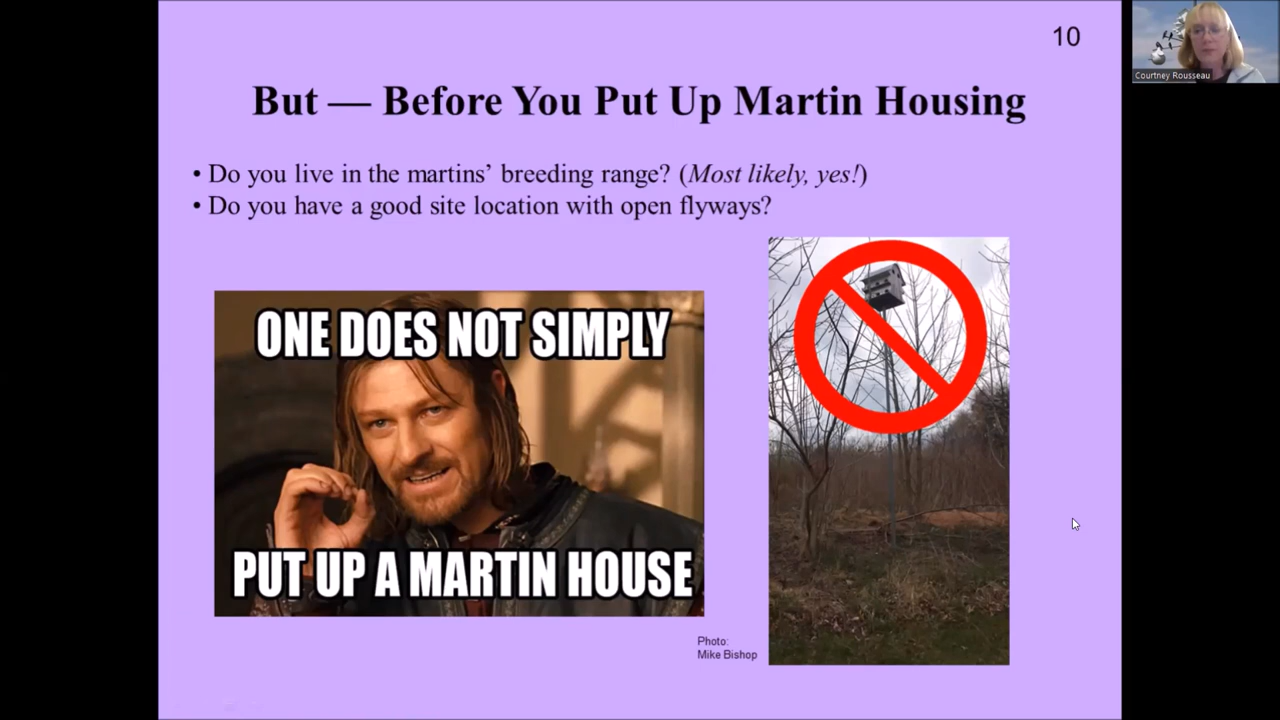 10
Courtney Rousseau
But — Before You Put Up Martin Housing
• Do you live in the martins’ breeding range? (Most likely, yes!)
• Do you have a good site location with open flyways?
ONE DOES NOT SIMPLY
PUT UP A MARTIN HOUSE
Photo:
Mike Bishop